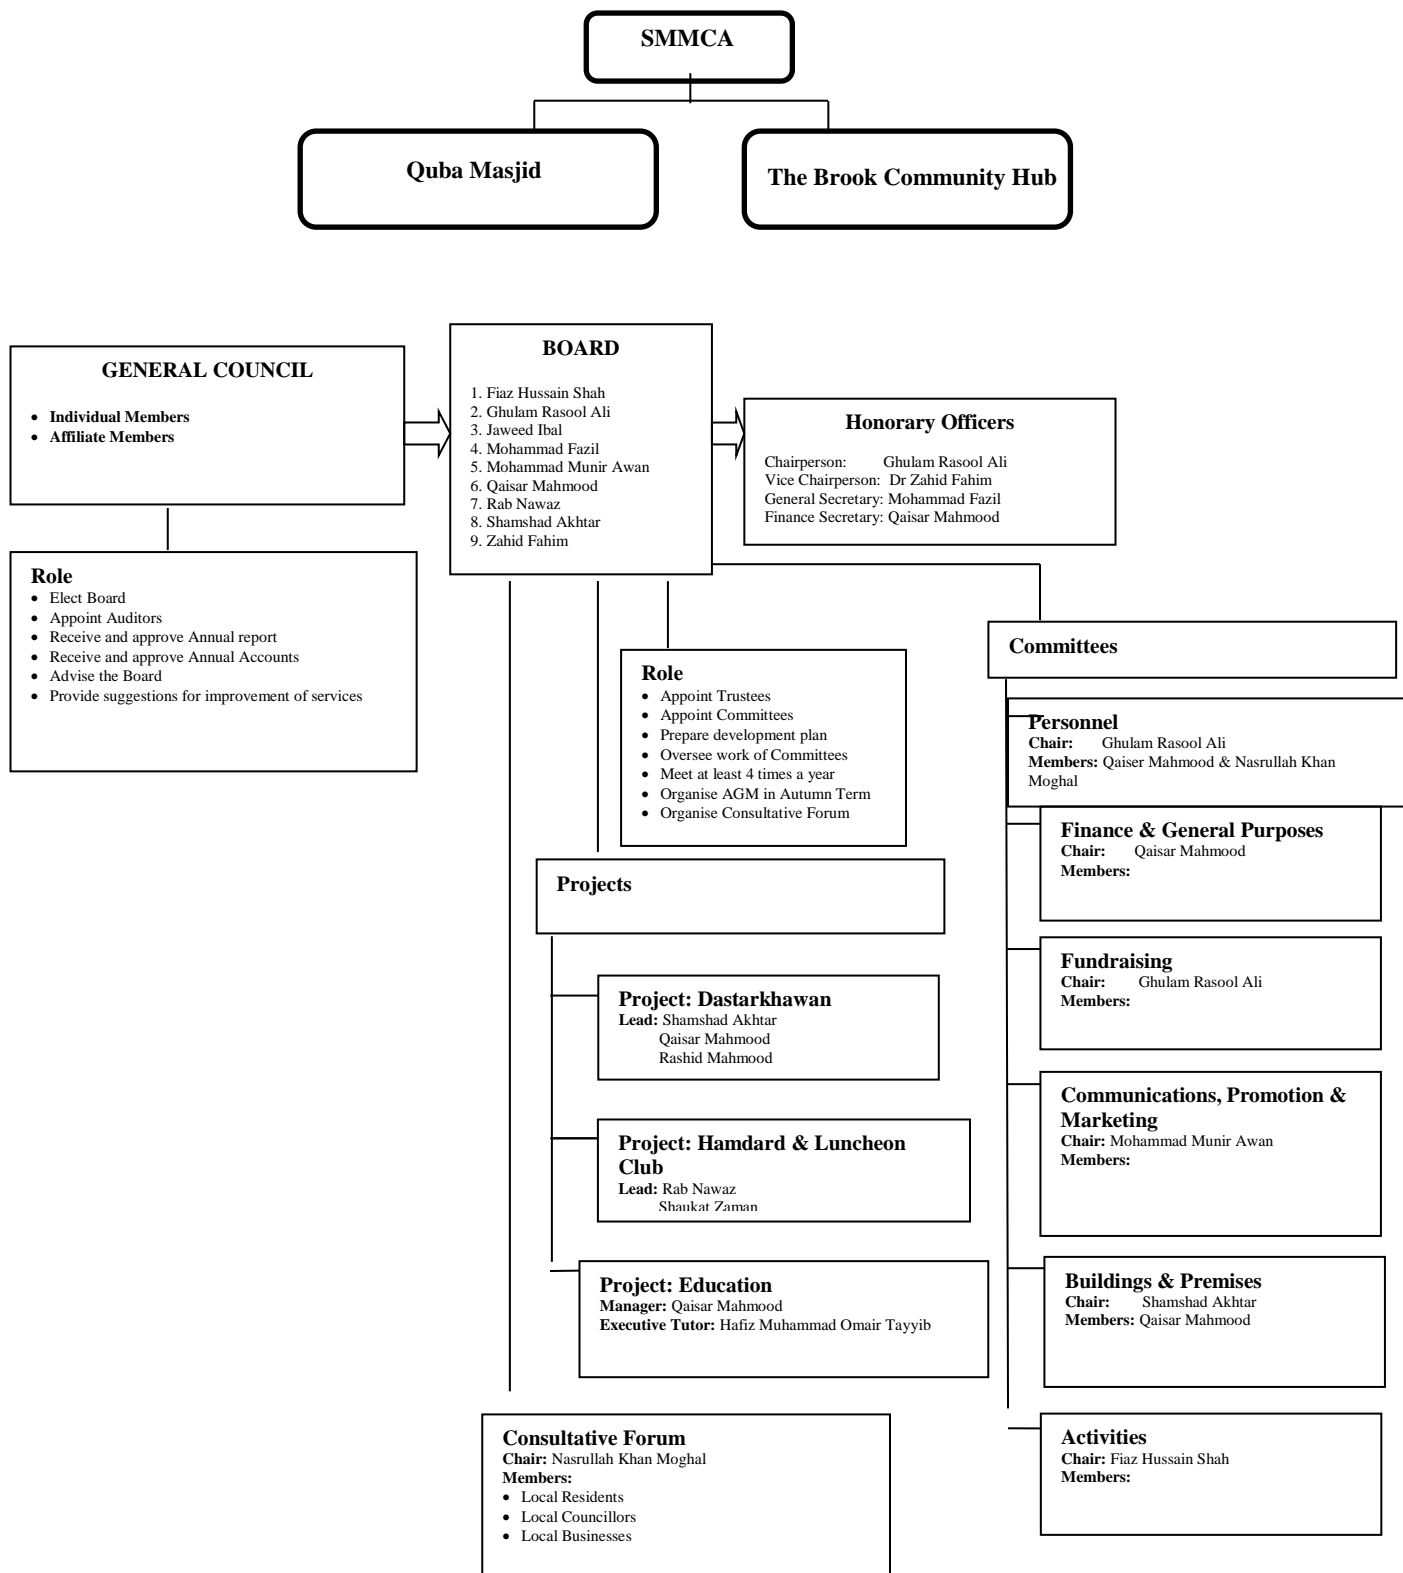 SMMCA
Quba Masjid
The Brook Community Hub
GENERAL COUNCIL
• Individual Members
• Affiliate Members
Role
• Elect Board
• Appoint Auditors
• Receive and approve Annual report
• Receive and approve Annual Accounts
• Advise the Board
• Provide suggestions for improvement of services
BOARD
1. Fiaz Hussain Shah
2. Ghulam Rasool Ali
3. Jaweed Ibal
4. Mohammad Fazil
5. Mohammad Munir Awan
6. Qaisar Mahmood
7. Rab Nawaz
8. Shamshad Akhtar
9. Zahid Fahim
Honorary Officers
Chairperson: Ghulam Rasool Ali
Vice Chairperson: Dr Zahid Fahim
General Secretary: Mohammad Fazil
Finance Secretary: Qaisar Mahmood
Role
• Appoint Trustees
• Appoint Committees
• Prepare development plan
• Oversee work of Committees
• Meet at least 4 times a year
• Organise AGM in Autumn Term
• Organise Consultative Forum
Projects
Project: Dastarkhawan
Lead: Shamshad Akhtar
Qaisar Mahmood
Rashid Mahmood
Project: Hamdard & Luncheon
Club
Lead: Rab Nawaz
Shaukat Zaman
Project: Education
Manager: Qaisar Mahmood
Executive Tutor: Hafiz Muhammad Omair Tayyib
Consultative Forum
Chair: Nasrullah Khan Moghal
Members:
• Local Residents
• Local Councillors
• Local Businesses
Committees
Personnel
Chair: Ghulam Rasool Ali
Members: Qaiser Mahmood & Nasrullah Khan
Moghal
Finance & General Purposes
Chair: Qaisar Mahmood
Members:
Fundraising
Chair: Ghulam Rasool Ali
Members:
Communications, Promotion &
Marketing
Chair: Mohammad Munir Awan
Members:
Buildings & Premises
Chair: Shamshad Akhtar
Members: Qaisar Mahmood
Activities
Chair: Fiaz Hussain Shah
Members: